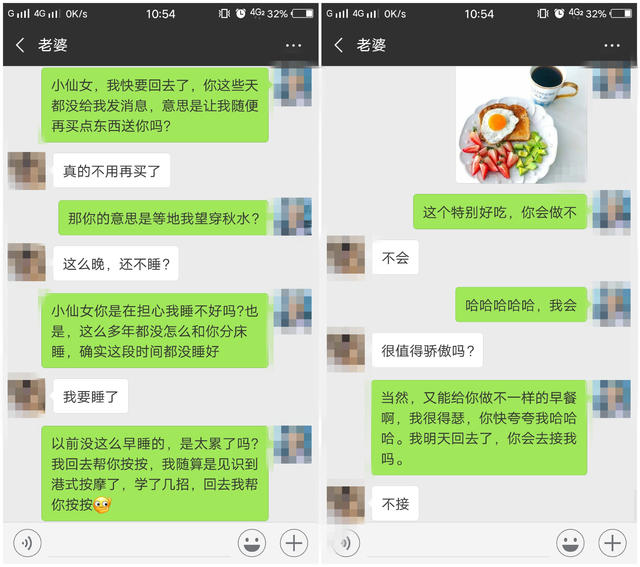 G 4G 0K/s 10:54 4G2 32%
老婆
小仙女，我快要回去了，你这些天
都没给我发消息，意思是让我随便
再买点东西送你吗？
真的不用再买了
那你的意思是等地我望穿秋水？
这么晚，还不睡？
小仙女你是在担心我睡不好吗?也
是，这么多年都没怎么和你分床
睡，确实这段时间都没睡好
我要睡了
以前没这么早睡的，是太累了吗？
我回去帮你按按，我随算是见识到
港式按摩了，学了几招，回去我帮
你按按
G 4G 0K/s 10:54 4G2 32%
老婆
这个特别好吃，你会做不
不会
哈哈哈哈哈，我会
很值得骄傲吗？
当然，又能给你做不一样的早餐
啊，我很得瑟，你快夸夸我哈哈
哈。我明天回去了，你会去接我
吗。
不接